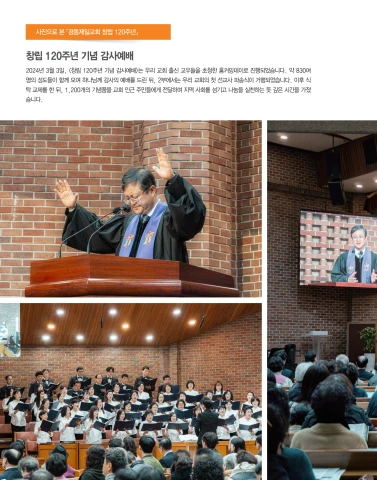 사진으로 본 「경동제일교회 창립 120주년」
창립 120주년 기념 감사예배
2024년 3월 3일, 〈창립 120주년 기념 감사예배〉는 우리 교회 출신 교우들을 초청한 홈커밍데이로 진행되었습니다. 약 830여
명의 성도들이 함께 모여 하나님께 감사의 예배를 드린 뒤, 2부에서는 우리 교회의 첫 선교사 파송식이 거행되었습니다. 이후 식
탁 교제를 한 뒤, 1,200개의 기념품을 교회 인근 주민들에게 전달하며 지역 사회를 섬기고 나눔을 실천하는 뜻 깊은 시간을 가졌
습니다.